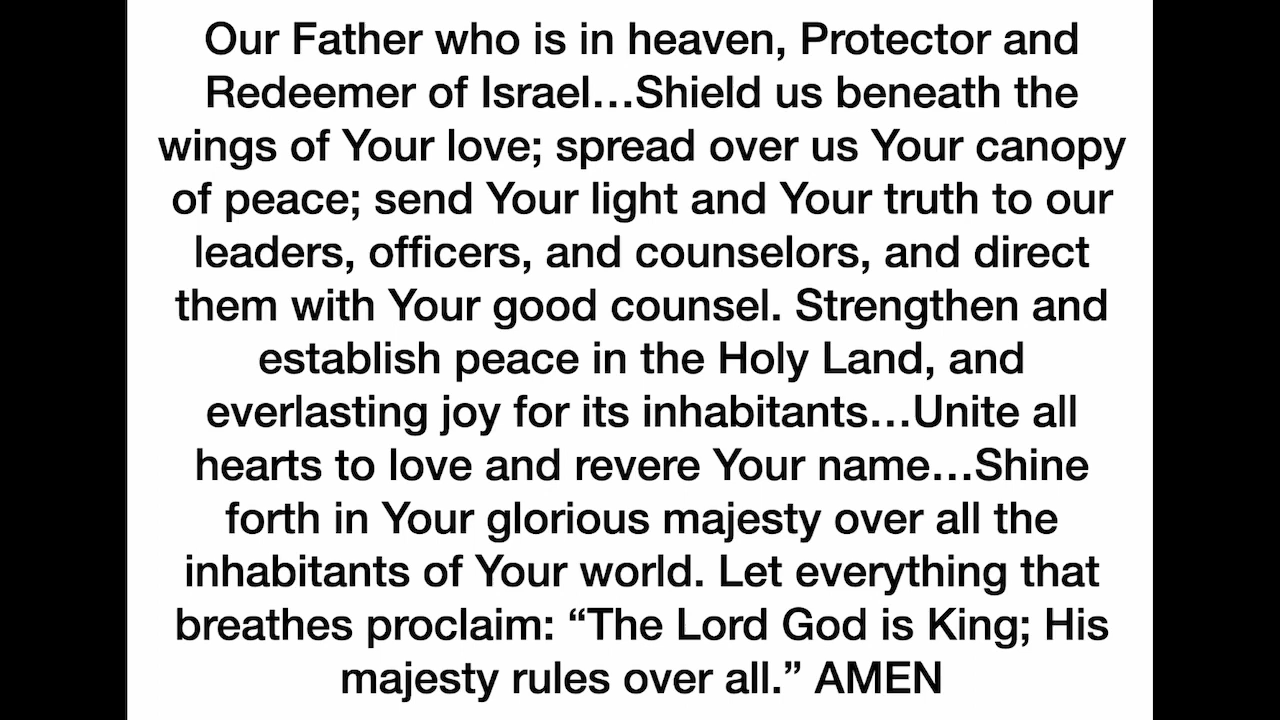 Our Father who is in heaven, Protector and
Redeemer of Israel…Shield us beneath the
wings of Your love; spread over us Your canopy
of peace; send Your light and Your truth to our
leaders, officers, and counselors, and direct
them with Your good counsel. Strengthen and
establish peace in the Holy Land, and
everlasting joy for its inhabitants…Unite all
hearts to love and revere Your name…Shine
forth in Your glorious majesty over all the
inhabitants of Your world. Let everything that
breathes proclaim: “The Lord God is King; His
majesty rules over all.” AMEN